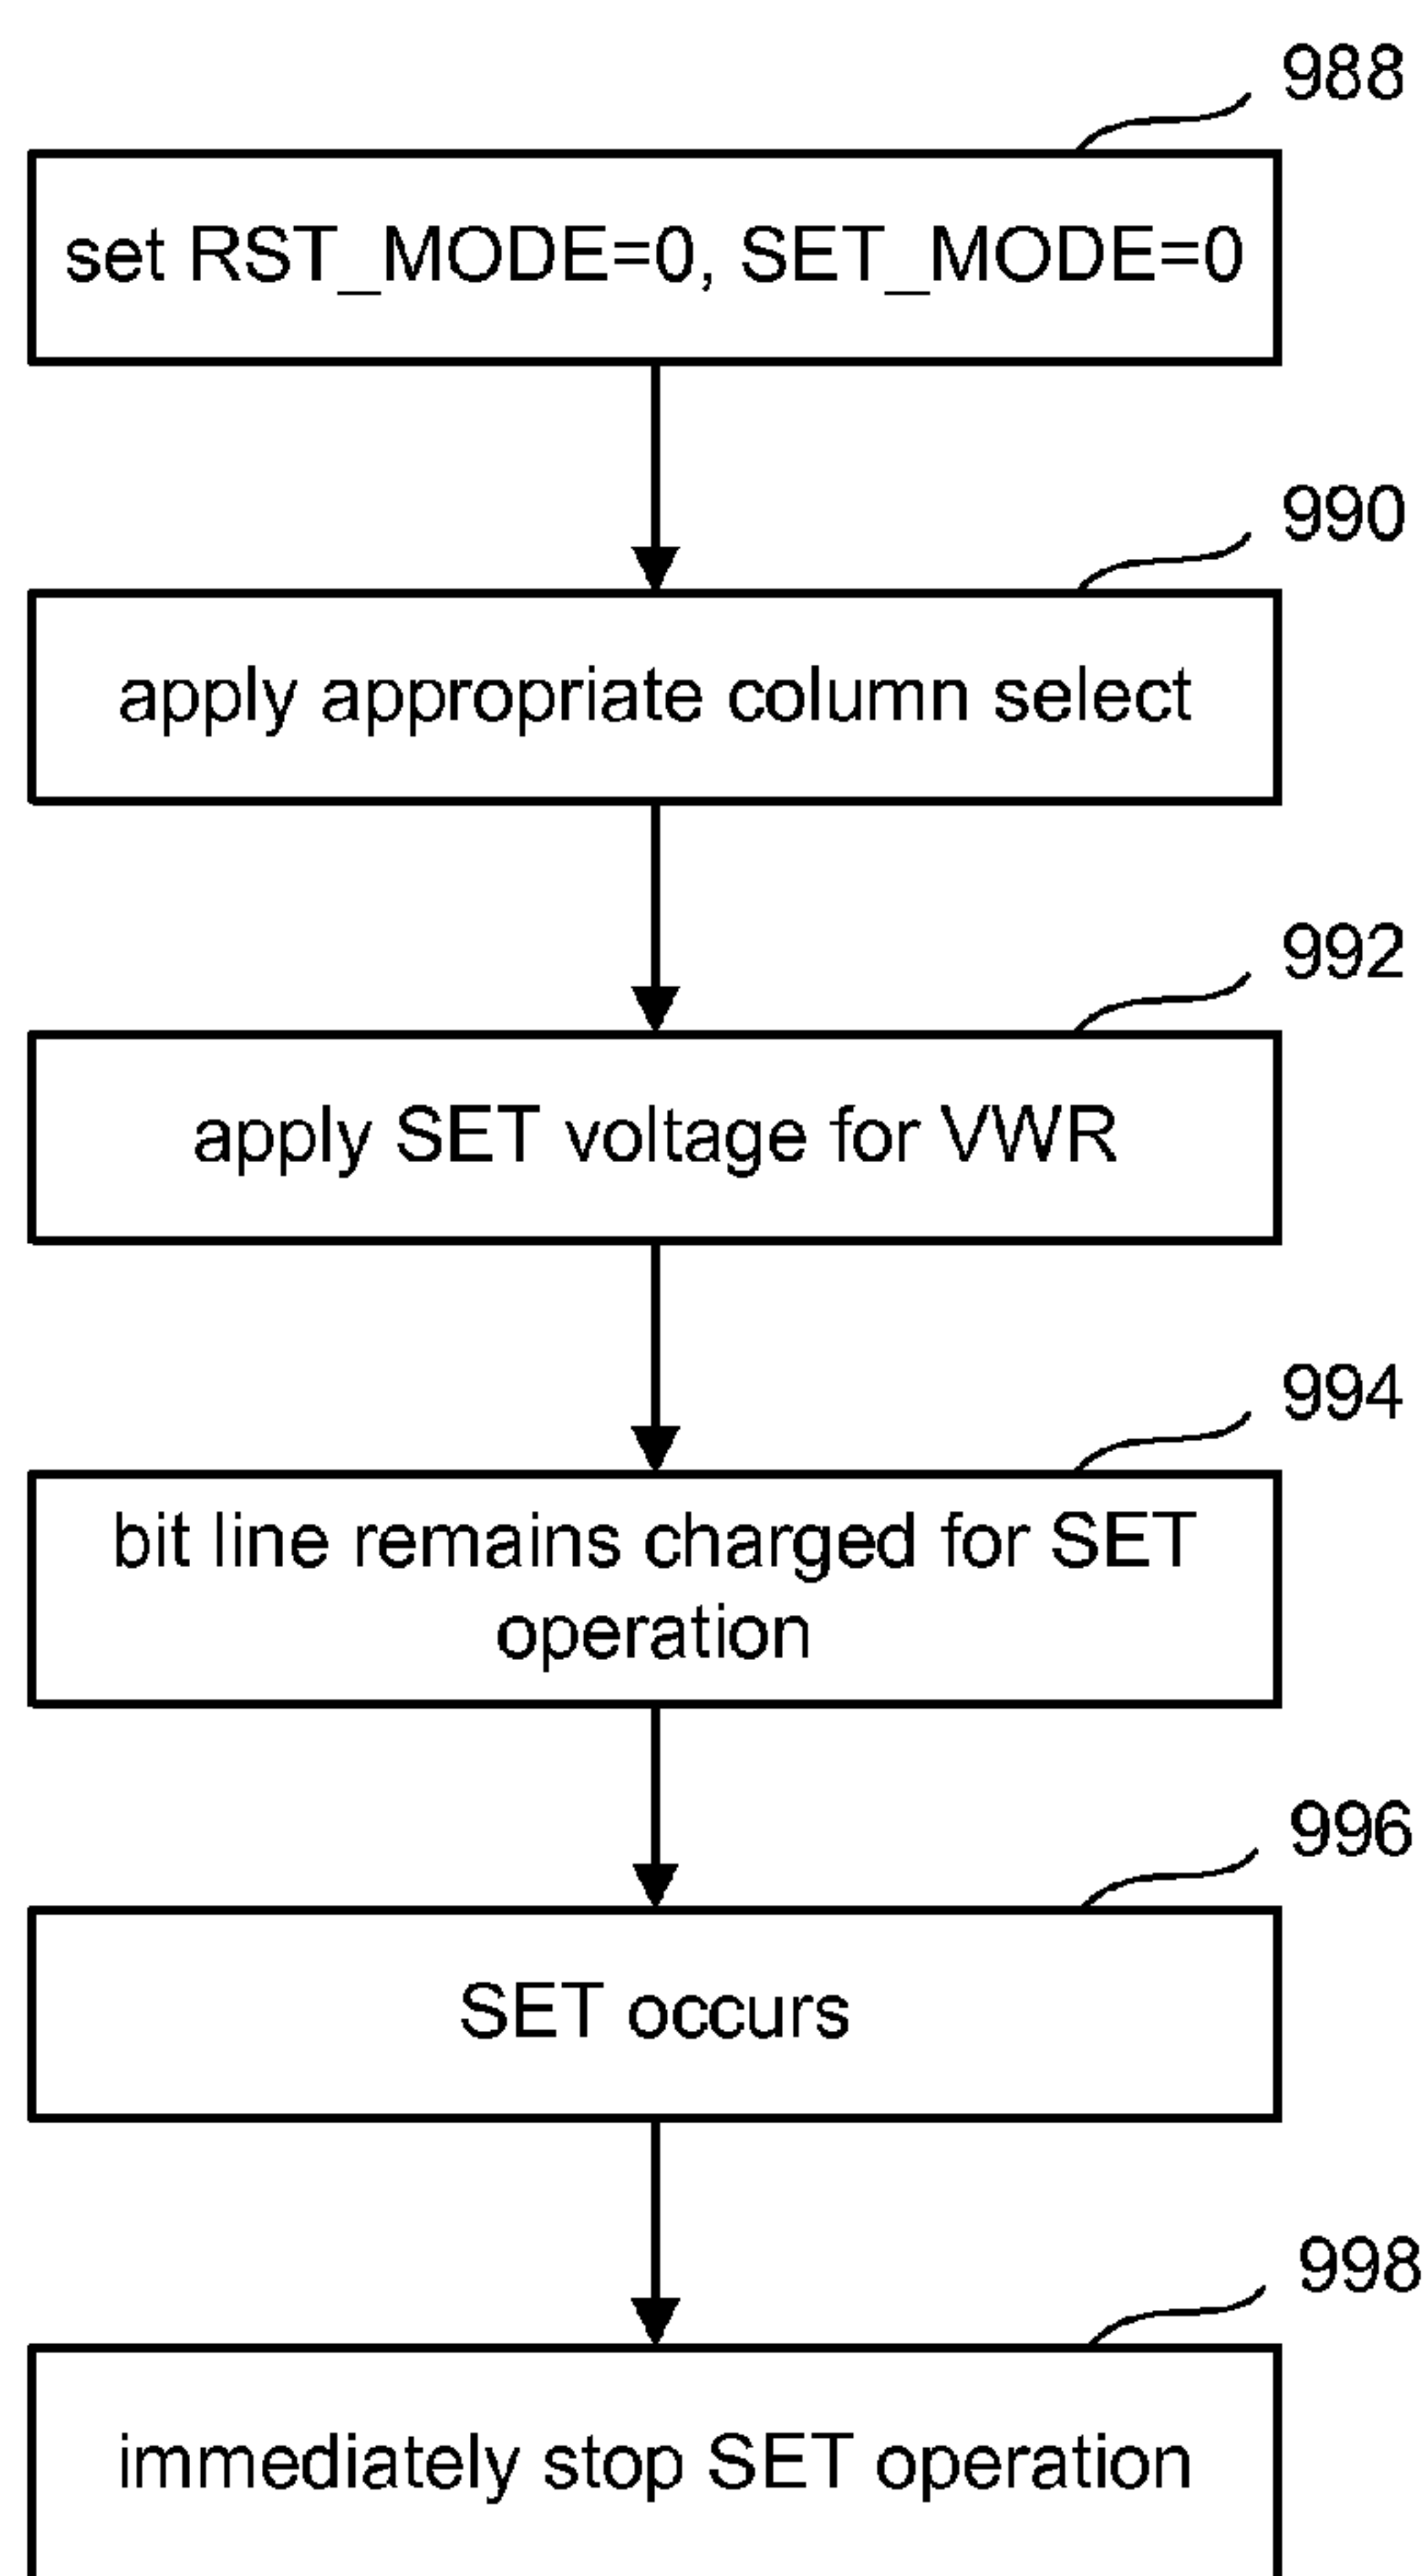 988
set RST_MODE=0, SET_MODE=0
990
apply appropriate column select
992
apply SET voltage for VWR
994
bit line remains charged for SET
operation
996
SET occurs
998
immediately stop SET operation